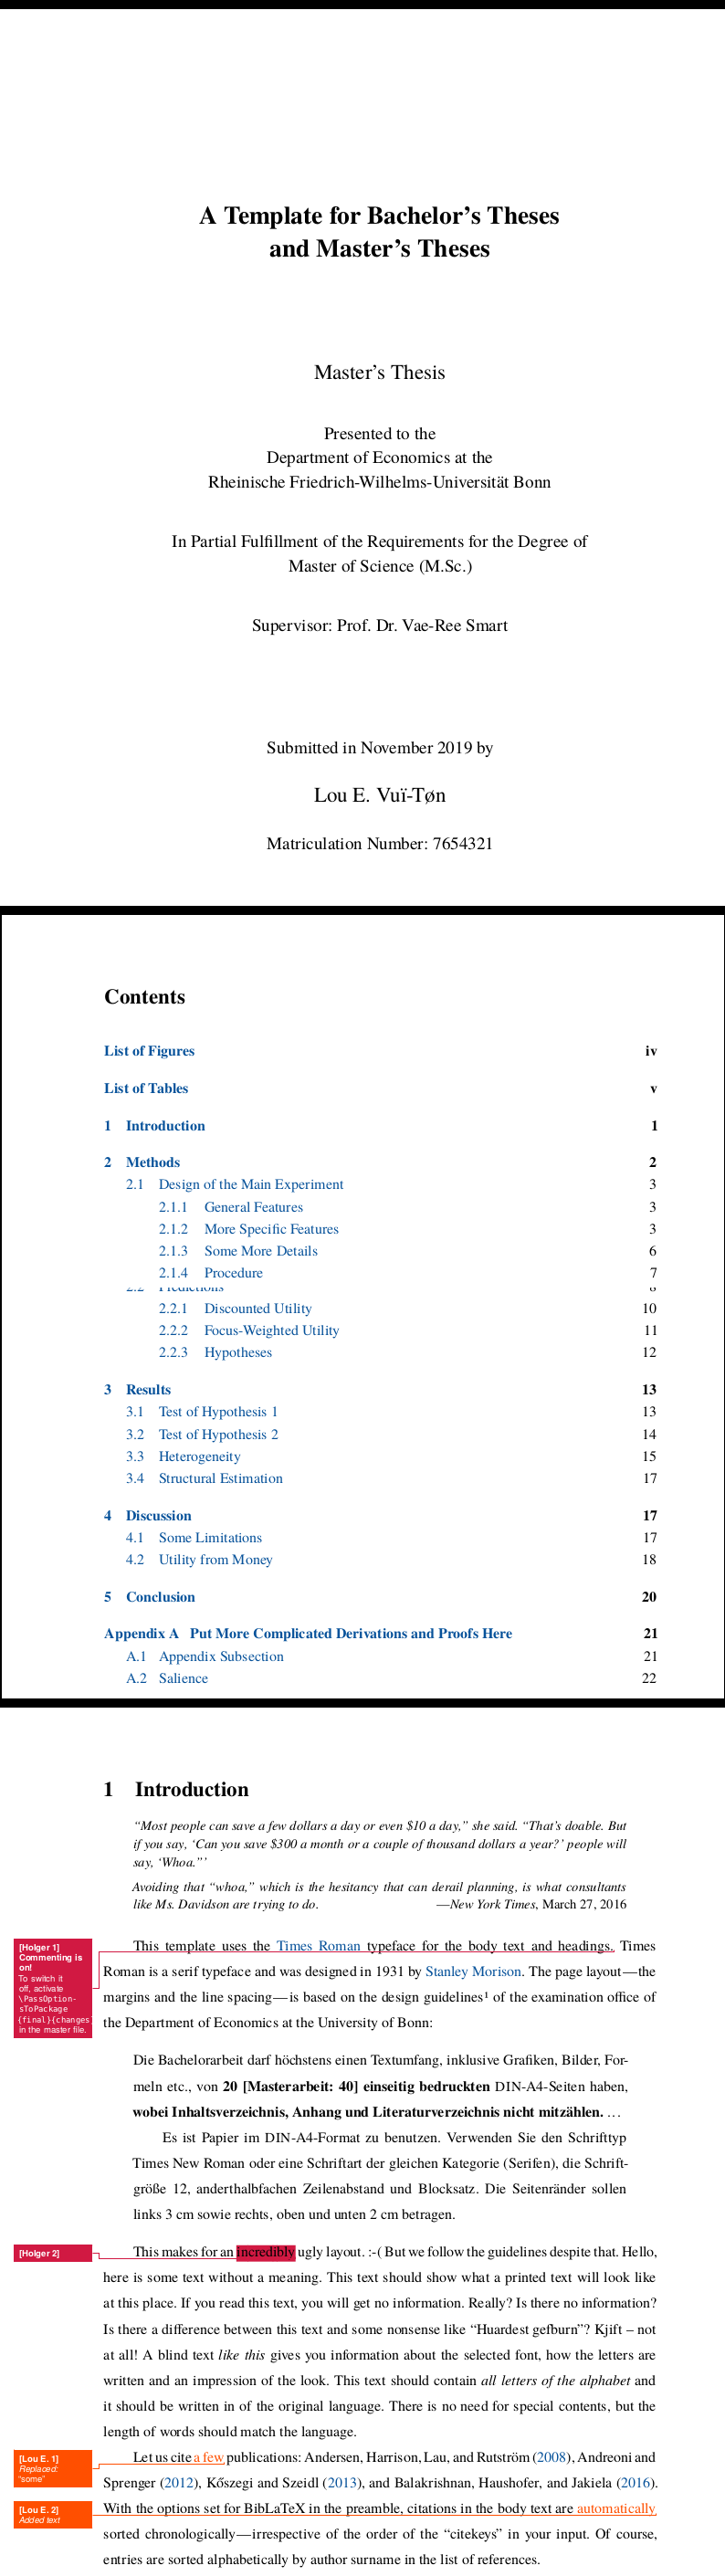 A Template for Bachelor’s Theses
and Master’s Theses
Master’s Thesis
Presented to the
Department of Economics at the
Rheinische Friedrich-Wilhelms-Universität Bonn
In Partial Fulfillment of the Requirements for the Degree of
Master of Science (M.Sc.)
Supervisor: Prof. Dr. Vae-Ree Smart
Submitted in November 2019 by
Lou E. Vuï-Tøn
Matriculation Number: 7654321
Contents
List of Figures iv
List of Tables v
1 Introduction 1
2 Methods 2
2.1 Design of the Main Experiment 3
2.1.1 General Features 3
2.1.2 More Specific Features 3
2.1.3 Some More Details 6
2.1.4 Procedure 7
2.2 Predictions 8
2.2.1 Discounted Utility 10
2.2.2 Focus-Weighted Utility 11
2.2.3 Hypotheses 12
3 Results 13
3.1 Test of Hypothesis 1 13
3.2 Test of Hypothesis 2 14
3.3 Heterogeneity 15
3.4 Structural Estimation 17
4 Discussion 17
4.1 Some Limitations 17
4.2 Utility from Money 18
5 Conclusion 20
Appendix A Put More Complicated Derivations and Proofs Here 21
A.1 Appendix Subsection 21
A.2 Salience 22
1 Introduction
“Most people can save a few dollars a day or even $10 a day,” she said. “That’s doable. But
if you say, ‘Can you save $300 a month or a couple of thousand dollars a year?’ people will
say, ‘Whoa.”’
Avoiding that “whoa,” which is the hesitancy that can derail planning, is what consultants
like Ms. Davidson are trying to do. —New York Times, March 27, 2016
[Holger 1]
Commenting is
on!
To switch it
off, activate
\PassOption-
sToPackage
{final}{changes}
in the master file.
This template uses the Times Roman typeface for the body text and headings. Times
Roman is a serif typeface and was designed in 1931 by Stanley Morison. The page layout—the
margins and the line spacing—is based on the design guidelines¹ of the examination office of
the Department of Economics at the University of Bonn:
Die Bachelorarbeit darf höchstens einen Textumfang, inklusive Grafiken, Bilder, For-
meln etc., von 20 [Masterarbeit: 40] einseitig bedruckten DIN-A4-Seiten haben,
wobei Inhaltsverzeichnis, Anhang und Literaturverzeichnis nicht mitzählen. …
Es ist Papier im DIN-A4-Format zu benutzen. Verwenden Sie den Schrifttyp
Times New Roman oder eine Schriftart der gleichen Kategorie (Serifen), die Schrift-
größe 12, anderthalbfachen Zeilenabstand und Blocksatz. Die Seitenränder sollen
links 3 cm sowie rechts, oben und unten 2 cm betragen.
[Holger 2]
This makes for an incredibly ugly layout. :-( But we follow the guidelines despite that. Hello,
here is some text without a meaning. This text should show what a printed text will look like
at this place. If you read this text, you will get no information. Really? Is there no information?
Is there a difference between this text and some nonsense like “Huardest gefburn”? Kjift – not
at all! A blind text like this gives you information about the selected font, how the letters are
written and an impression of the look. This text should contain all letters of the alphabet and
it should be written in of the original language. There is no need for special contents, but the
length of words should match the language.
[Lou E. 1]
Replaced:
“some”
Let us cite a few publications: Andersen, Harrison, Lau, and Rutström (2008), Andreoni and
Sprenger (2012), Kőszegi and Szeidl (2013), and Balakrishnan, Haushofer, and Jakiela (2016).
[Lou E. 2]
Added text
With the options set for BibLaTeX in the preamble, citations in the body text are automatically
sorted chronologically—irrespective of the order of the “citekeys” in your input. Of course,
entries are sorted alphabetically by author surname in the list of references.